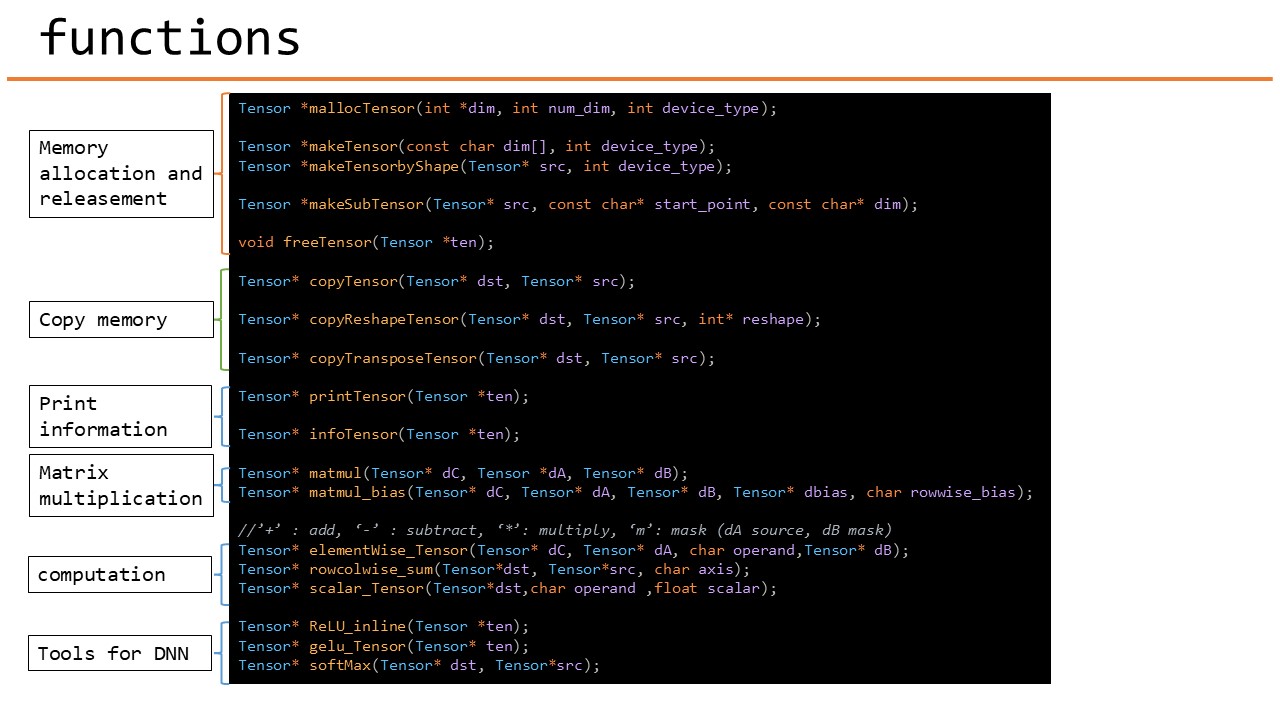 functions
Memory
allocation and
releasement
Tensor *mallocTensor(int *dim, int num_dim, int device_type);
Tensor *makeTensor(const char dim[], int device_type);
Tensor *makeTensorbyShape(Tensor* src, int device_type);
Tensor *makeSubTensor(Tensor* src, const char* start_point, const char* dim);
void freeTensor(Tensor *ten);
Copy memory
Tensor* copyTensor(Tensor* dst, Tensor* src);
Tensor* copyReshapeTensor(Tensor* dst, Tensor* src, int* reshape);
Tensor* copyTransposeTensor(Tensor* dst, Tensor* src);
Print
information
Tensor* printTensor(Tensor *ten);
Tensor* infoTensor(Tensor *ten);
Matrix
multiplication
Tensor* matmul(Tensor* dC, Tensor *dA, Tensor* dB);
Tensor* matmul_bias(Tensor* dC, Tensor* dA, Tensor* dB, Tensor* dbias, char rowwise_bias);
//’+’ : add, ‘-’ : subtract, ‘*’: multiply, ‘m’: mask (dA source, dB mask)
computation
Tensor* elementWise_Tensor(Tensor* dC, Tensor* dA, char operand,Tensor* dB);
Tensor* rowcolwise_sum(Tensor*dst, Tensor*src, char axis);
Tensor* scalar_Tensor(Tensor*dst,char operand ,float scalar);
Tools for DNN
Tensor* ReLU_inline(Tensor *ten);
Tensor* gelu_Tensor(Tensor* ten);
Tensor* softMax(Tensor* dst, Tensor*src);